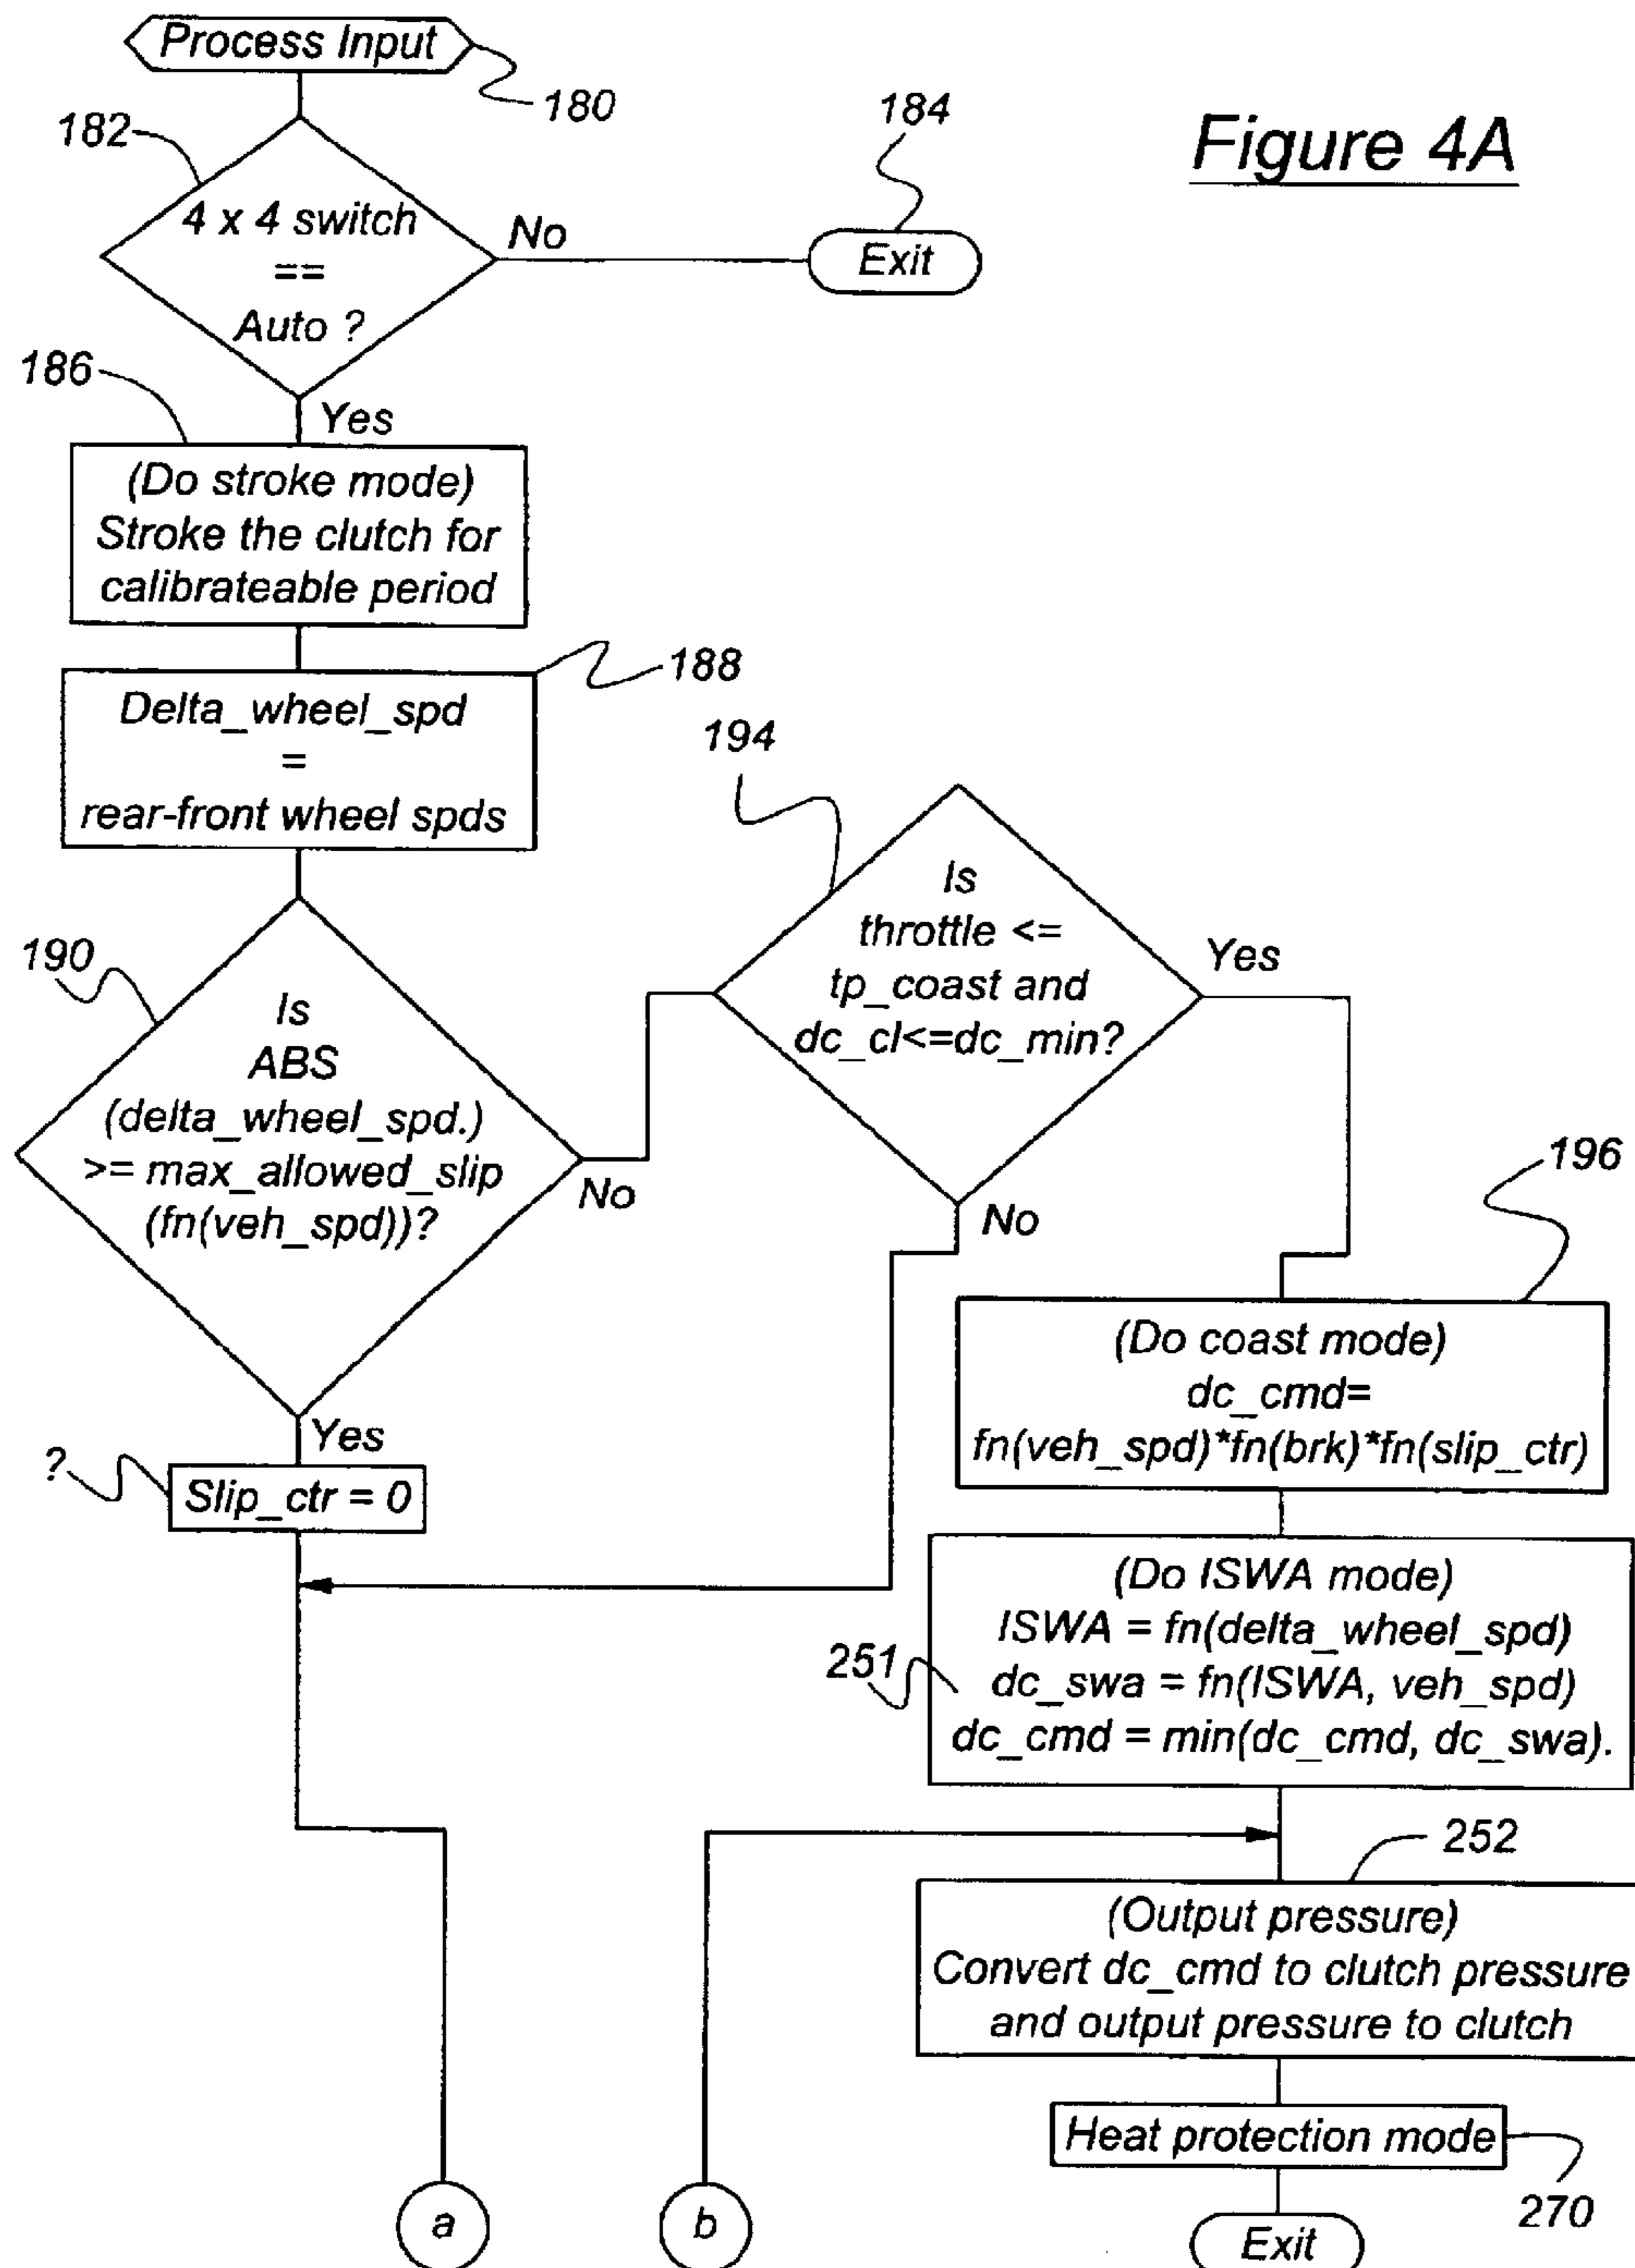 Figure 4A
Process Input
180
182
184
4 x 4 switch
==
Auto ?
No
Exit
Yes
186
(Do stroke mode)
Stroke the clutch for
calibrateable period
188
Delta_wheel_spd
=
rear-front wheel spds
190
Is
ABS
(delta_wheel_spd.)
>= max_allowed_slip
(fn(veh_spd))?
No
Yes
?
Slip_ctr = 0
194
Is
throttle <=
tp_coast and
dc_cl<=dc_min?
Yes
No
196
(Do coast mode)
dc_cmd=
fn(veh_spd)*fn(brk)*fn(slip_ctr)
251
(Do ISWA mode)
ISWA = fn(delta_wheel_spd)
dc_swa = fn(ISWA, veh_spd)
dc_cmd = min(dc_cmd, dc_swa).
252
(Output pressure)
Convert dc_cmd to clutch pressure
and output pressure to clutch
Heat protection mode
270
a
b
Exit